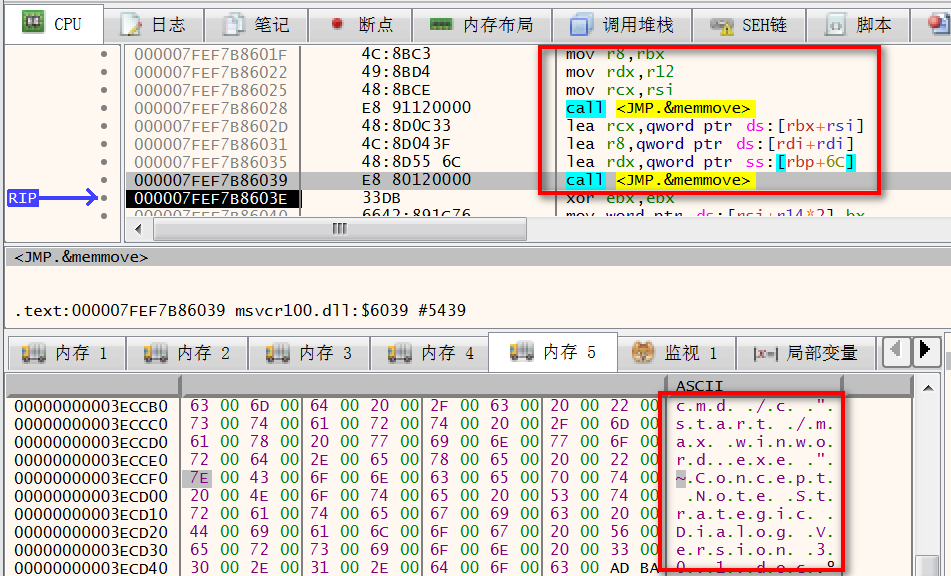 CPU 日志 笔记 断点 内存布局 调用堆栈 SEH链 脚本
000007FEF7B8601F 4C:8BC3 mov r8,rbx
000007FEF7B86022 49:8BD4 mov rdx,r12
000007FEF7B86025 48:8BCE mov rcx,rsi
000007FEF7B86028 E8 91120000 call <JMP.&memmove>
000007FEF7B8602D 48:8D0C33 lea rcx,qword ptr ds:[rbx+rsi]
000007FEF7B86031 4C:8D043F lea r8,qword ptr ds:[rdi+rdi]
000007FEF7B86035 48:8D55 6C lea rdx,qword ptr ss:[rbp+6C]
000007FEF7B86039 E8 80120000 call <JMP.&memmove>
RIP 000007FEF7B8603E 33DB xor ebx,ebx
000007FEF7B86040 6642:891C76 mov word ptr ds:[rsi+r14*2],bx
<JMP.&memmove>
.text:000007FEF7B86039 msvcr100.dll:$6039 #5439
内存 1 内存 2 内存 3 内存 4 内存 5 监视 1 |x=| 局部变量
ASCII
00000000003ECCB0 63 00 6D 00 64 00 20 00 2F 00 63 00 20 00 22 00 c.m.d. ./.c. .".
00000000003ECCC0 73 00 74 00 61 00 72 00 74 00 20 00 2F 00 6D 00 s.t.a.r.t. ./.m.
00000000003ECCD0 61 00 78 00 20 00 77 00 69 00 6E 00 77 00 6F 00 a.x. .w.i.n.w.o.
00000000003ECCE0 72 00 64 00 2E 00 65 00 78 00 65 00 20 00 22 00 r.d...e.x.e. .".
00000000003ECCF0 7E 00 43 00 6F 00 6E 00 63 00 65 00 70 00 74 00 ~.C.o.n.c.e.p.t.
00000000003ECD00 20 00 4E 00 6F 00 74 00 65 00 20 00 53 00 74 00 .N.o.t.e. .S.t.
00000000003ECD10 72 00 61 00 74 00 65 00 67 00 69 00 63 00 20 00 r.a.t.e.g.i.c. .
00000000003ECD20 44 00 69 00 61 00 6C 00 6F 00 67 00 20 00 56 00 D.i.a.l.o.g. .V.
00000000003ECD30 65 00 72 00 73 00 69 00 6F 00 6E 00 20 00 33 00 e.r.s.i.o.n. .3.
00000000003ECD40 30 00 2E 00 31 00 2E 00 64 00 6F 00 63 00 AD BA 0...1...d.o.c..º